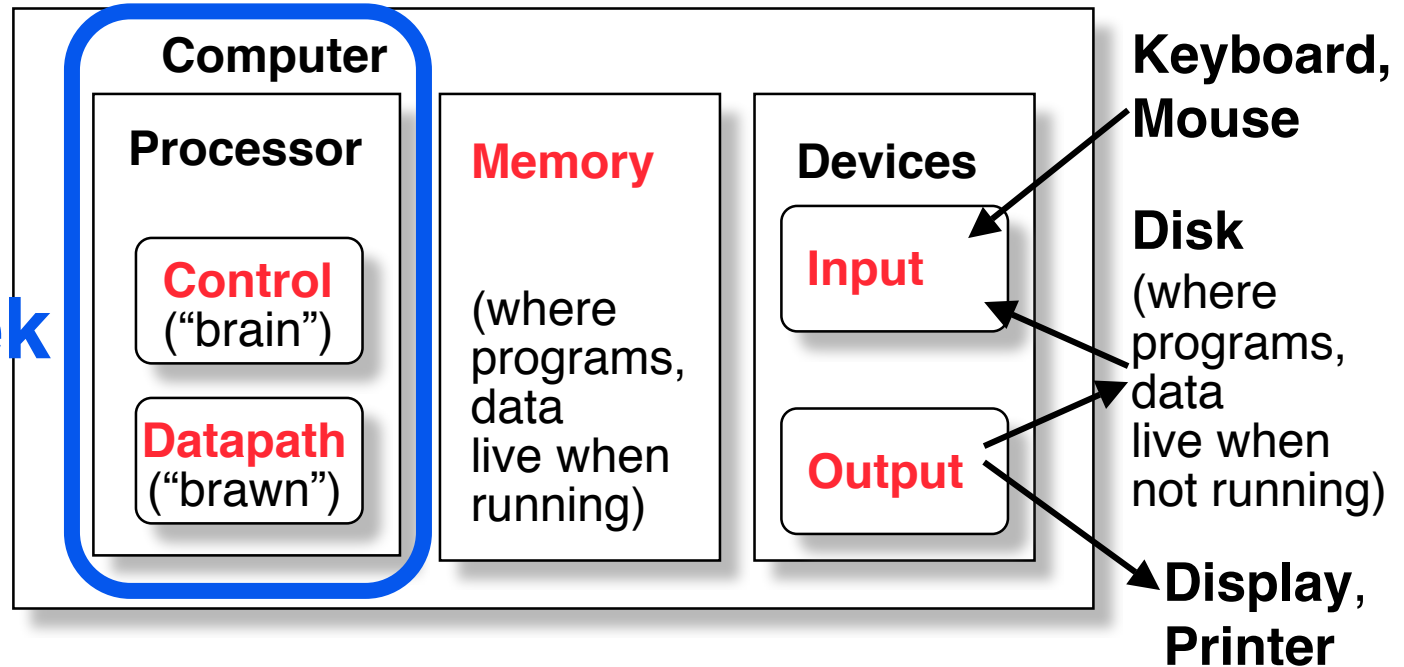 Computer
Processor
Control
(“brain”)
Datapath
(“brawn”)
Memory
(where
programs,
data
live when
running)
Devices
Input
Output
Keyboard,
Mouse
Disk
(where
programs,
data
live when
not running)
Display,
Printer